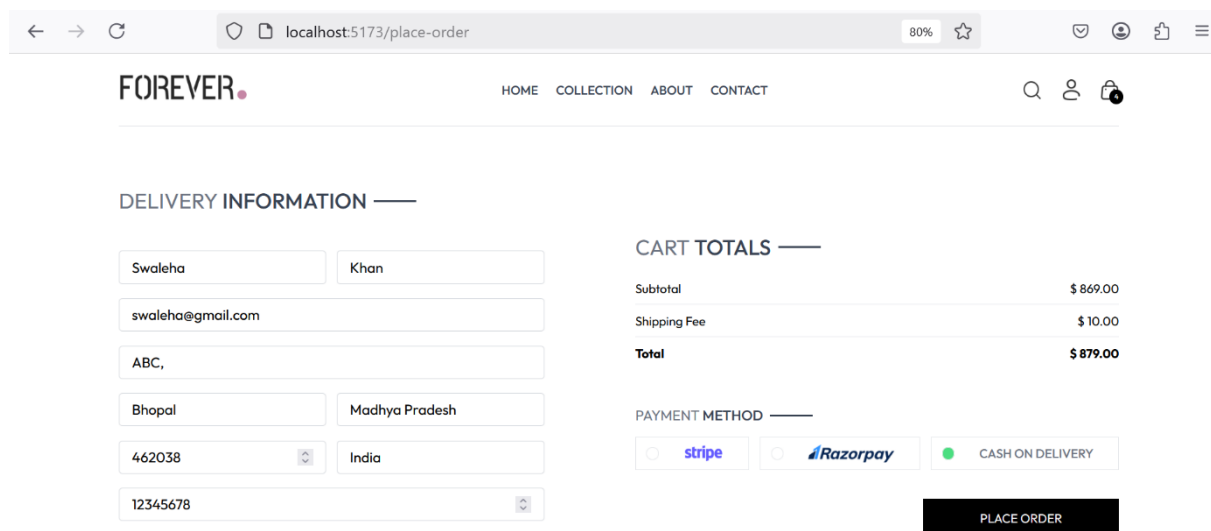 localhost:5173/place-order
80%
FOREVER.
HOME COLLECTION ABOUT CONTACT
4
DELIVERY INFORMATION
Swaleha Khan
swaleha@gmail.com
ABC,
Bhopal Madhya Pradesh
462038 India
12345678
CART TOTALS
Subtotal $ 869.00
Shipping Fee $ 10.00
Total $ 879.00
PAYMENT METHOD
stripe Razorpay CASH ON DELIVERY
PLACE ORDER